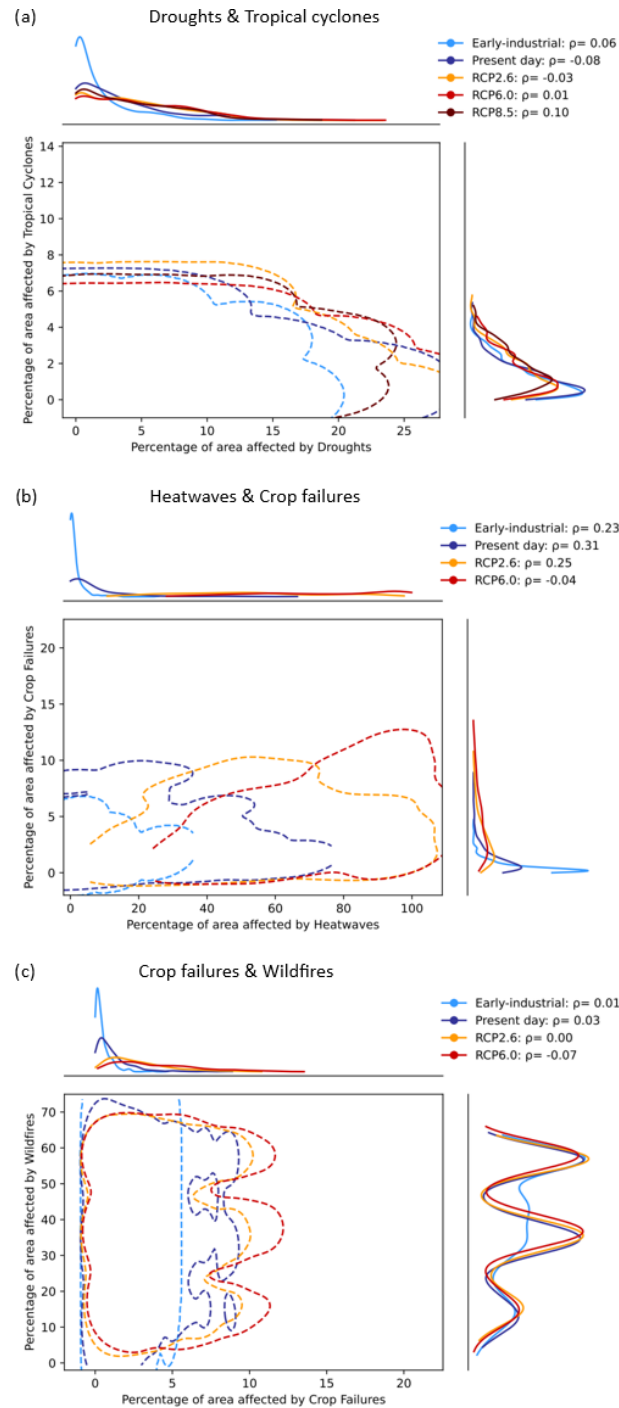 (a) Droughts & Tropical cyclones
Early-industrial: ρ= 0.06
Present day: ρ= -0.08
RCP2.6: ρ= -0.03
RCP6.0: ρ= 0.01
RCP8.5: ρ= 0.10
Percentage of area affected by Tropical Cyclones
14
12
10
8
6
4
2
0
0 5 10 15 20 25
Percentage of area affected by Droughts
(b) Heatwaves & Crop failures
Early-industrial: ρ= 0.23
Present day: ρ= 0.31
RCP2.6: ρ= 0.25
RCP6.0: ρ= -0.04
Percentage of area affected by Crop Failures
20
15
10
5
0
0 20 40 60 80 100
Percentage of area affected by Heatwaves
(c) Crop failures & Wildfires
Early-industrial: ρ= 0.01
Present day: ρ= 0.03
RCP2.6: ρ= 0.00
RCP6.0: ρ= -0.07
Percentage of area affected by Wildfires
70
60
50
40
30
20
10
0
0 5 10 15 20
Percentage of area affected by Crop Failures